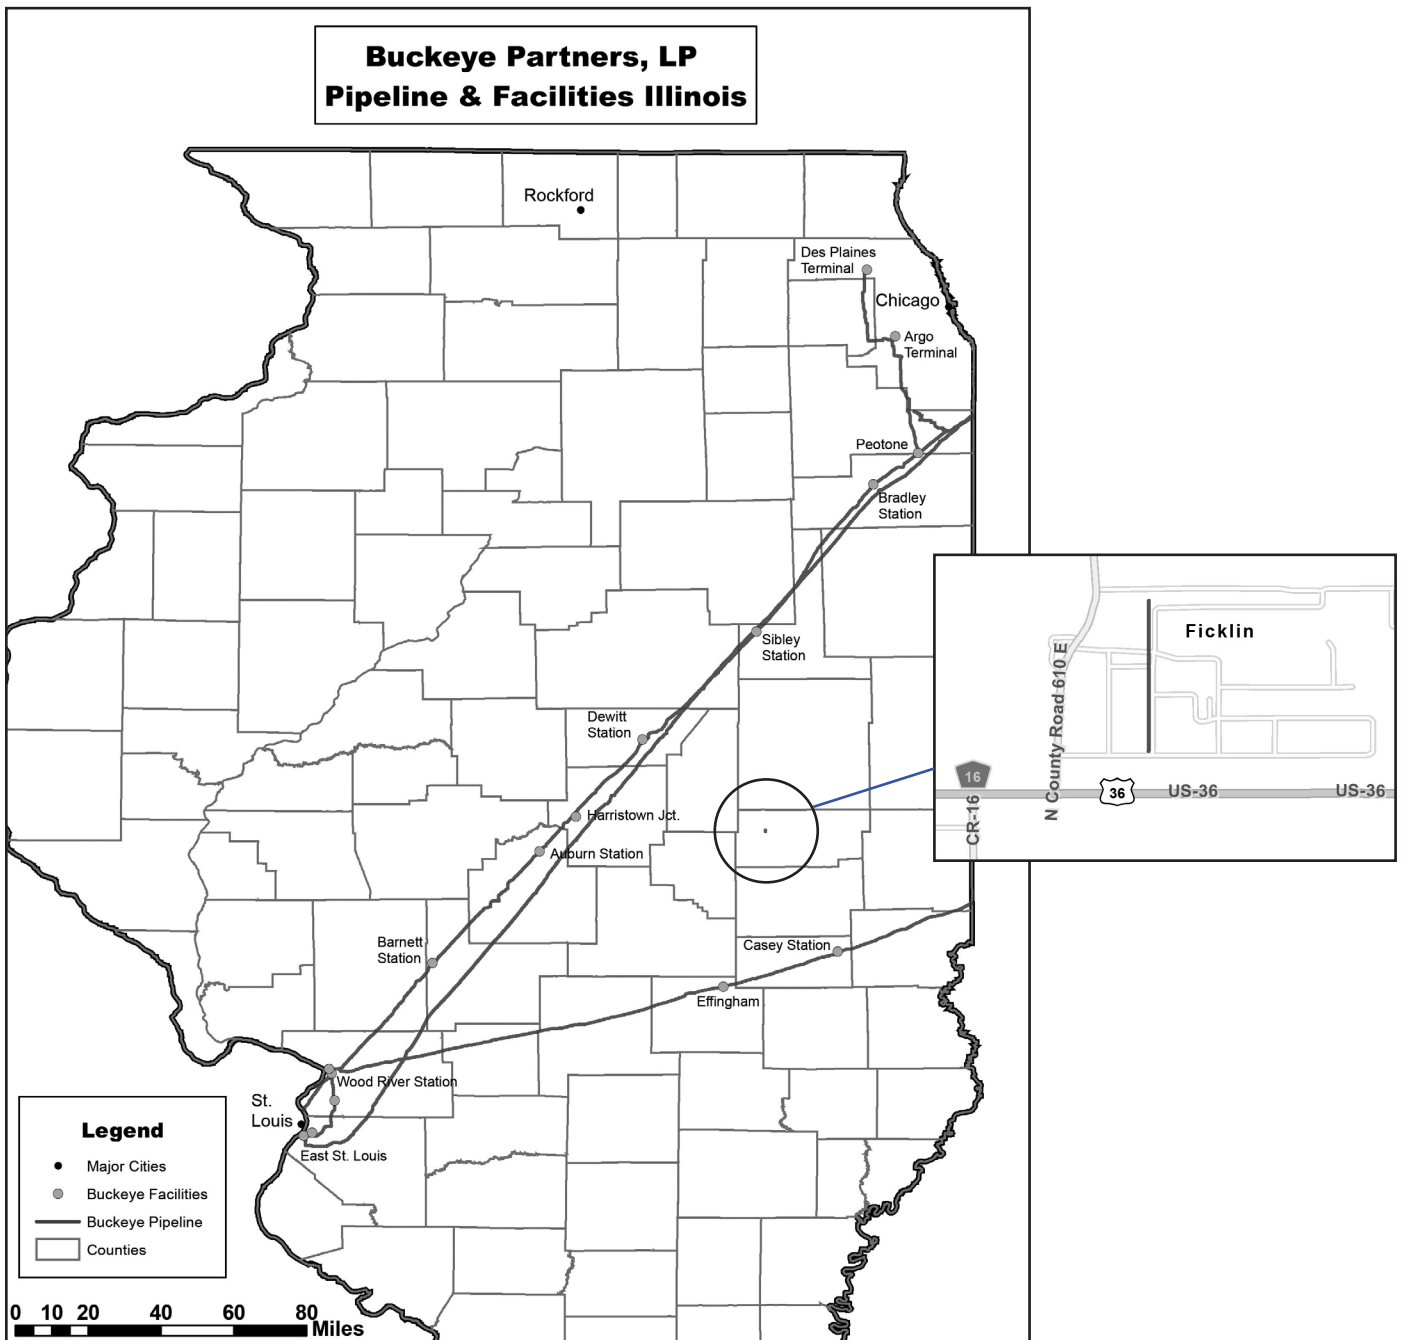 Buckeye Partners, LP
Pipeline & Facilities Illinois
Rockford
Des Plaines
Terminal
Chicago
Argo
Terminal
Peotone
Bradley
Station
Sibley
Station
Dewitt
Station
Harristown Jct.
Auburn Station
Barnett
Station
Casey Station
Effingham
Wood River Station
St.
Louis
East St. Louis
Ficklin
N County Road 610 E
16
CR-16
36
US-36
US-36
Legend
Major Cities
Buckeye Facilities
Buckeye Pipeline
Counties
0 10 20 40 60 80
Miles